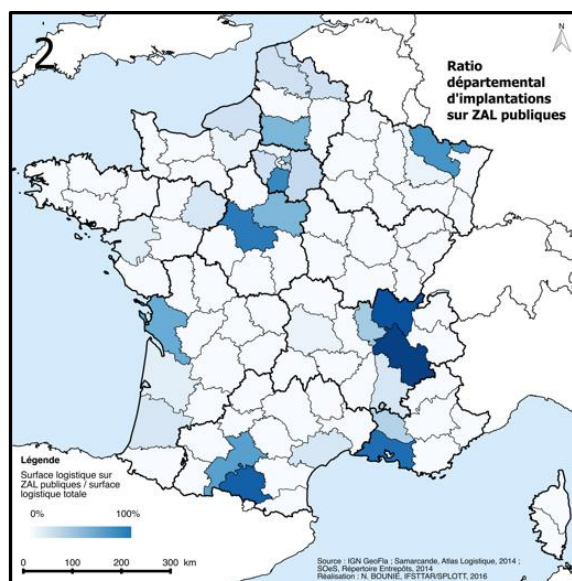 2
N
Ratio
départemental
d'implantations
sur ZAL publiques
Légende
Surface logistique sur
ZAL publiques / surface
logistique totale
0% 100%
0 100 200 300 km
Source : IGN GeoFla ; Samarcande, Atlas Logistique, 2014 ;
SOeS, Répertoire Entrepôts, 2014
Réalisation : N. BOUNIE, IFSTTAR/SPLOTT, 2016